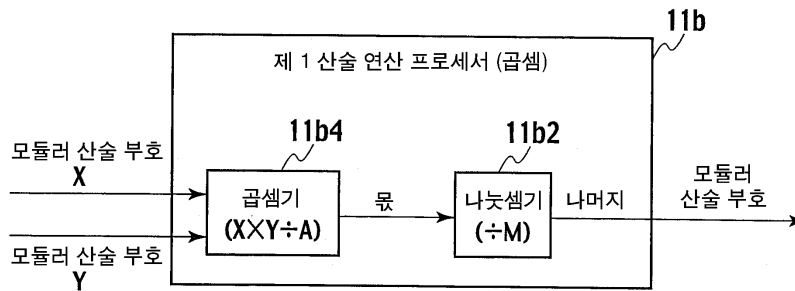 11b
제 1 산술 연산 프로세서 (곱셈)
11b4
11b2
모듈러 산술 부호
X
곱셈기
(X×Y÷A)
몫
나눗셈기
(÷M)
나머지
모듈러
산술 부호
모듈러 산술 부호
Y